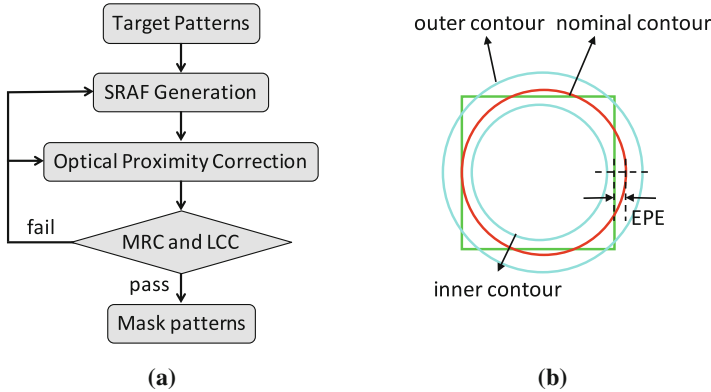 Target Patterns
SRAF Generation
Optical Proximity Correction
fail
MRC and LCC
pass
Mask patterns
(a)
outer contour
nominal contour
EPE
inner contour
(b)